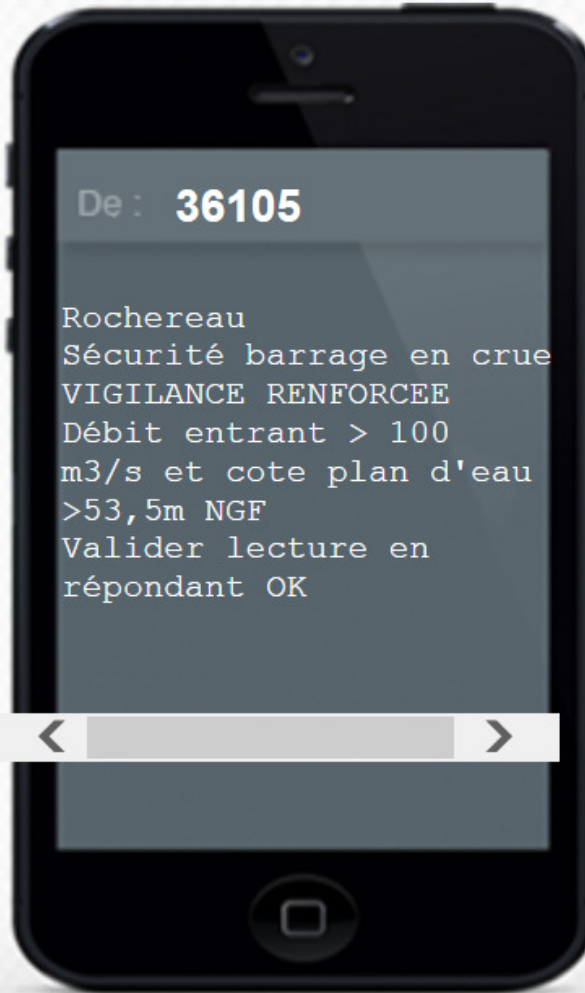 De : 36105
Rochereau
Sécurité barrage en crue
VIGILANCE RENFORCEE
Débit entrant > 100
m3/s et cote plan d'eau
>53,5m NGF
Valider lecture en
répondant OK